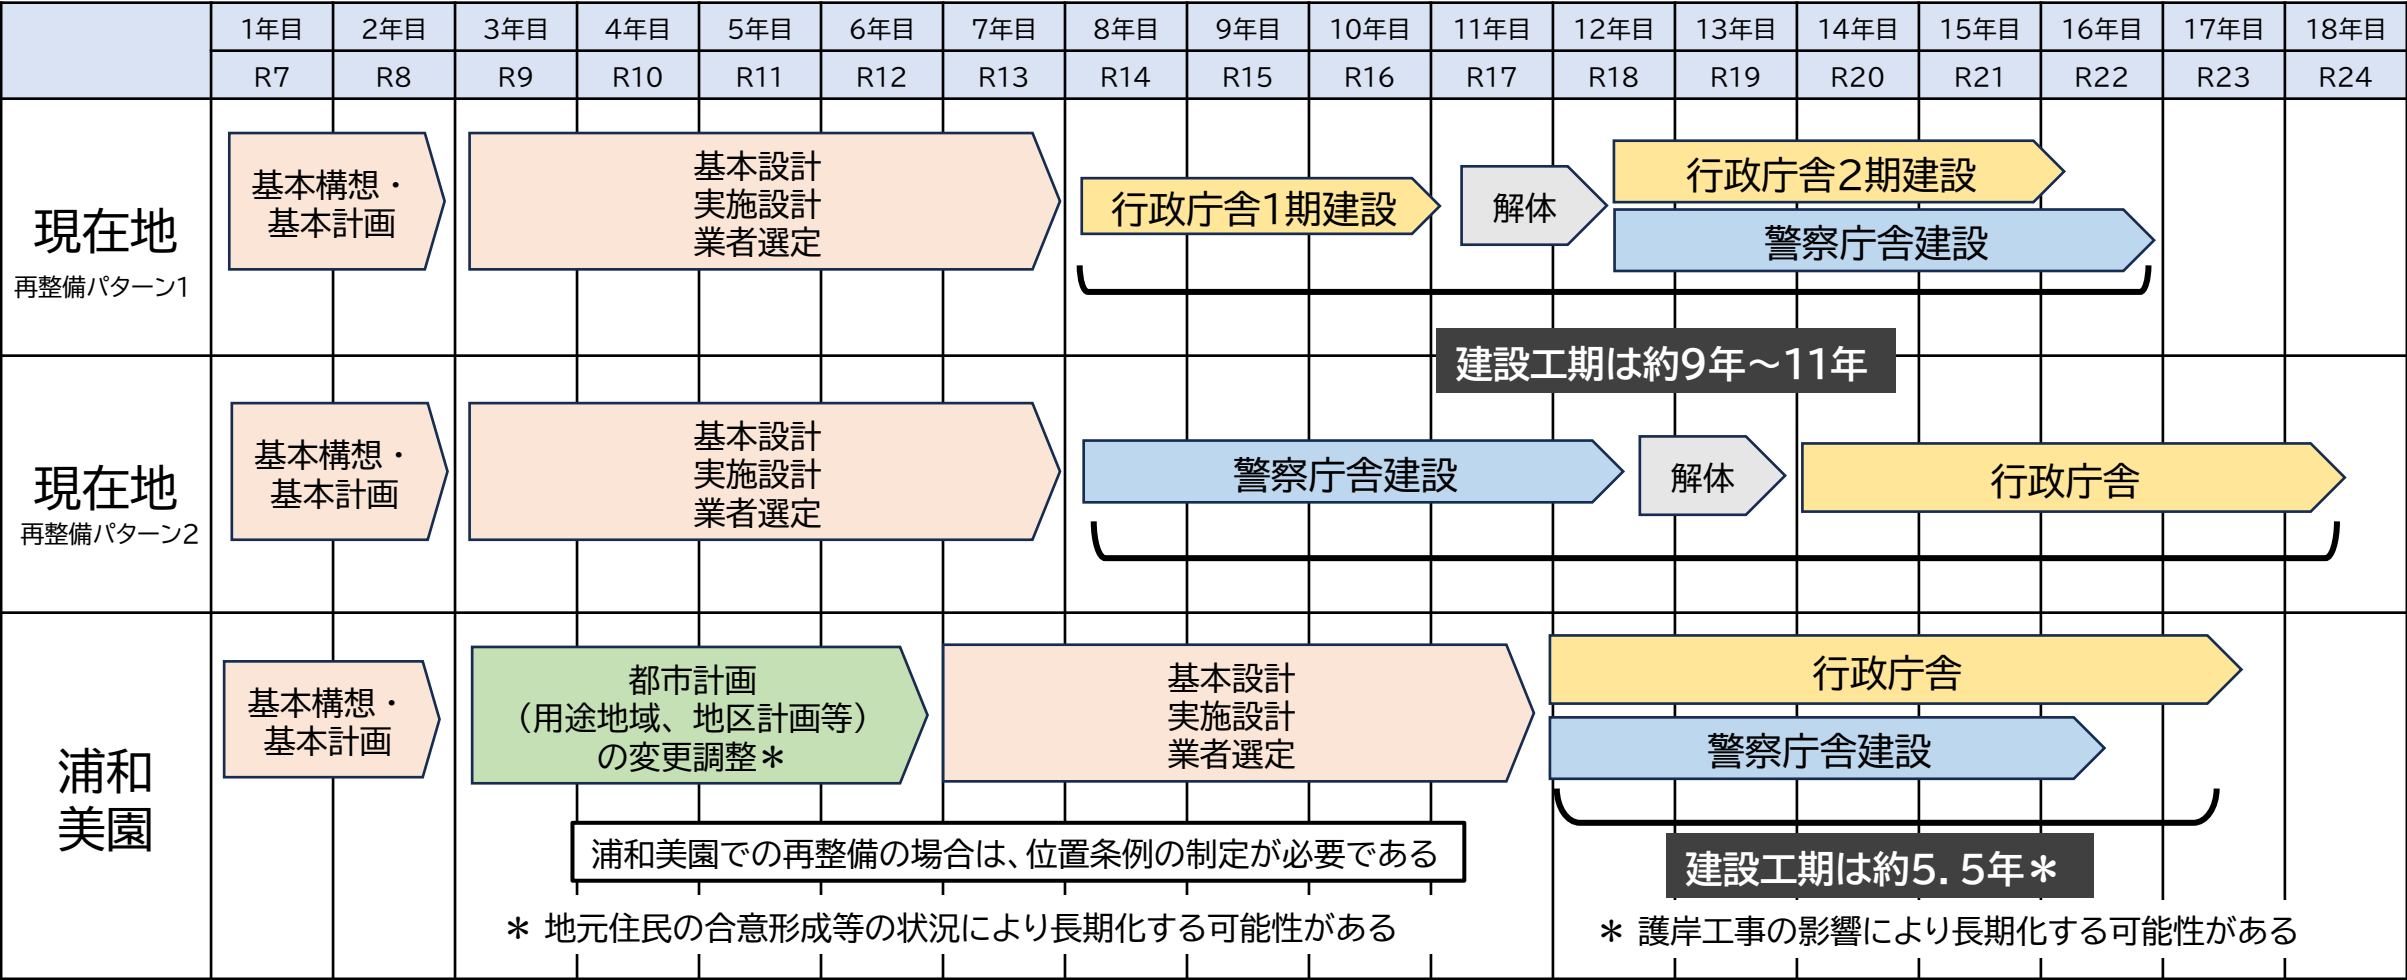 1年目 2年目 3年目 4年目 5年目 6年目 7年目 8年目 9年目 10年目 11年目 12年目 13年目 14年目 15年目 16年目 17年目 18年目
R7 R8 R9 R10 R11 R12 R13 R14 R15 R16 R17 R18 R19 R20 R21 R22 R23 R24
現在地
再整備パターン1
基本構想・
基本計画
基本設計
実施設計
業者選定
行政庁舎1期建設
解体
行政庁舎2期建設
警察庁舎建設
建設工期は約9年～11年
現在地
再整備パターン2
基本構想・
基本計画
基本設計
実施設計
業者選定
警察庁舎建設
解体
行政庁舎
浦和
美園
基本構想・
基本計画
都市計画
（用途地域、地区計画等）
の変更調整＊
基本設計
実施設計
業者選定
行政庁舎
警察庁舎建設
浦和美園での再整備の場合は、位置条例の制定が必要である
建設工期は約5．5年＊
＊ 地元住民の合意形成等の状況により長期化する可能性がある
＊ 護岸工事の影響により長期化する可能性がある